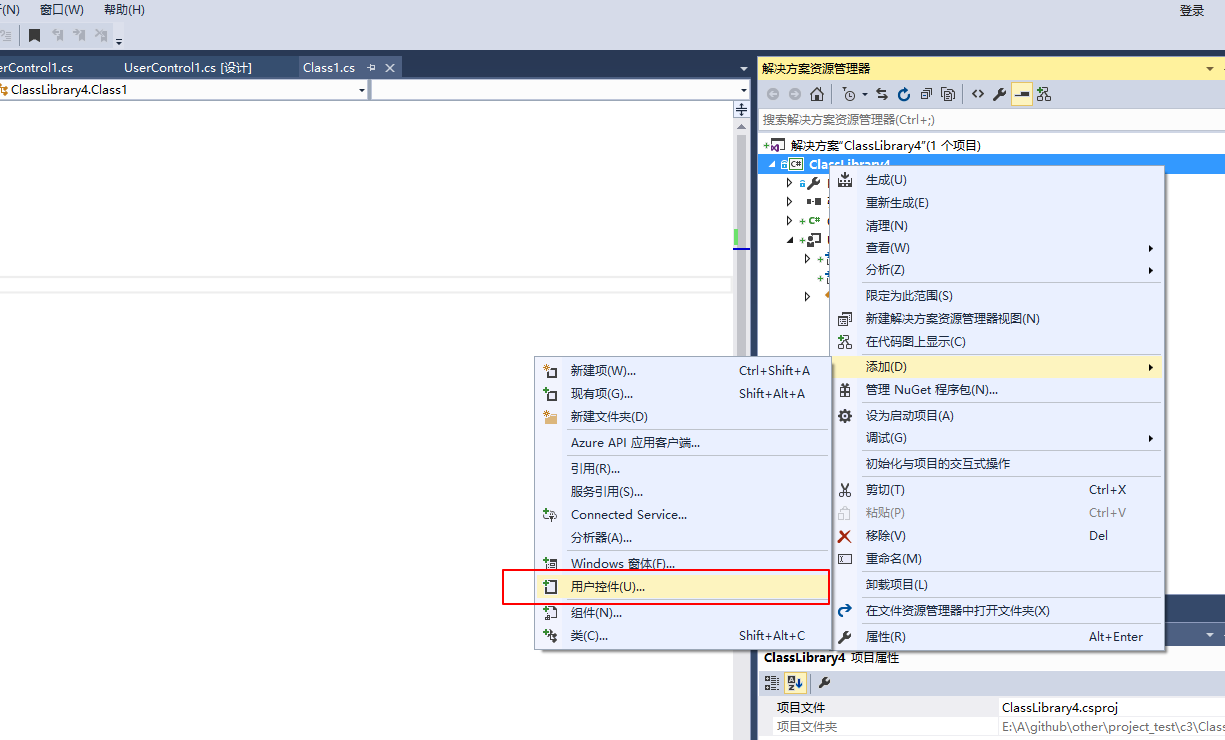 (N) 窗口(W) 帮助(H) 登录
erControl1.cs UserControl1.cs [设计] Class1.cs
ClassLibrary4.Class1
解决方案资源管理器
搜索解决方案资源管理器(Ctrl+;)
解决方案"ClassLibrary4"(1 个项目)
C# ClassLibrary4
C#
生成(U)
重新生成(E)
清理(N)
查看(W)
分析(Z)
限定为此范围(S)
新建解决方案资源管理器视图(N)
在代码图上显示(C)
添加(D)
管理 NuGet 程序包(N)...
设为启动项目(A)
调试(G)
初始化与项目的交互式操作
剪切(T) Ctrl+X
粘贴(P) Ctrl+V
移除(V) Del
重命名(M)
卸载项目(L)
在文件资源管理器中打开文件夹(X)
属性(R) Alt+Enter
新建项(W)... Ctrl+Shift+A
现有项(G)... Shift+Alt+A
新建文件夹(D)
Azure API 应用客户端...
引用(R)...
服务引用(S)...
Connected Service...
分析器(A)...
Windows 窗体(F)...
用户控件(U)...
组件(N)...
类(C)... Shift+Alt+C
ClassLibrary4 项目属性
项目文件 ClassLibrary4.csproj
项目文件夹 E:\A\github\other\project_test\c3\Class